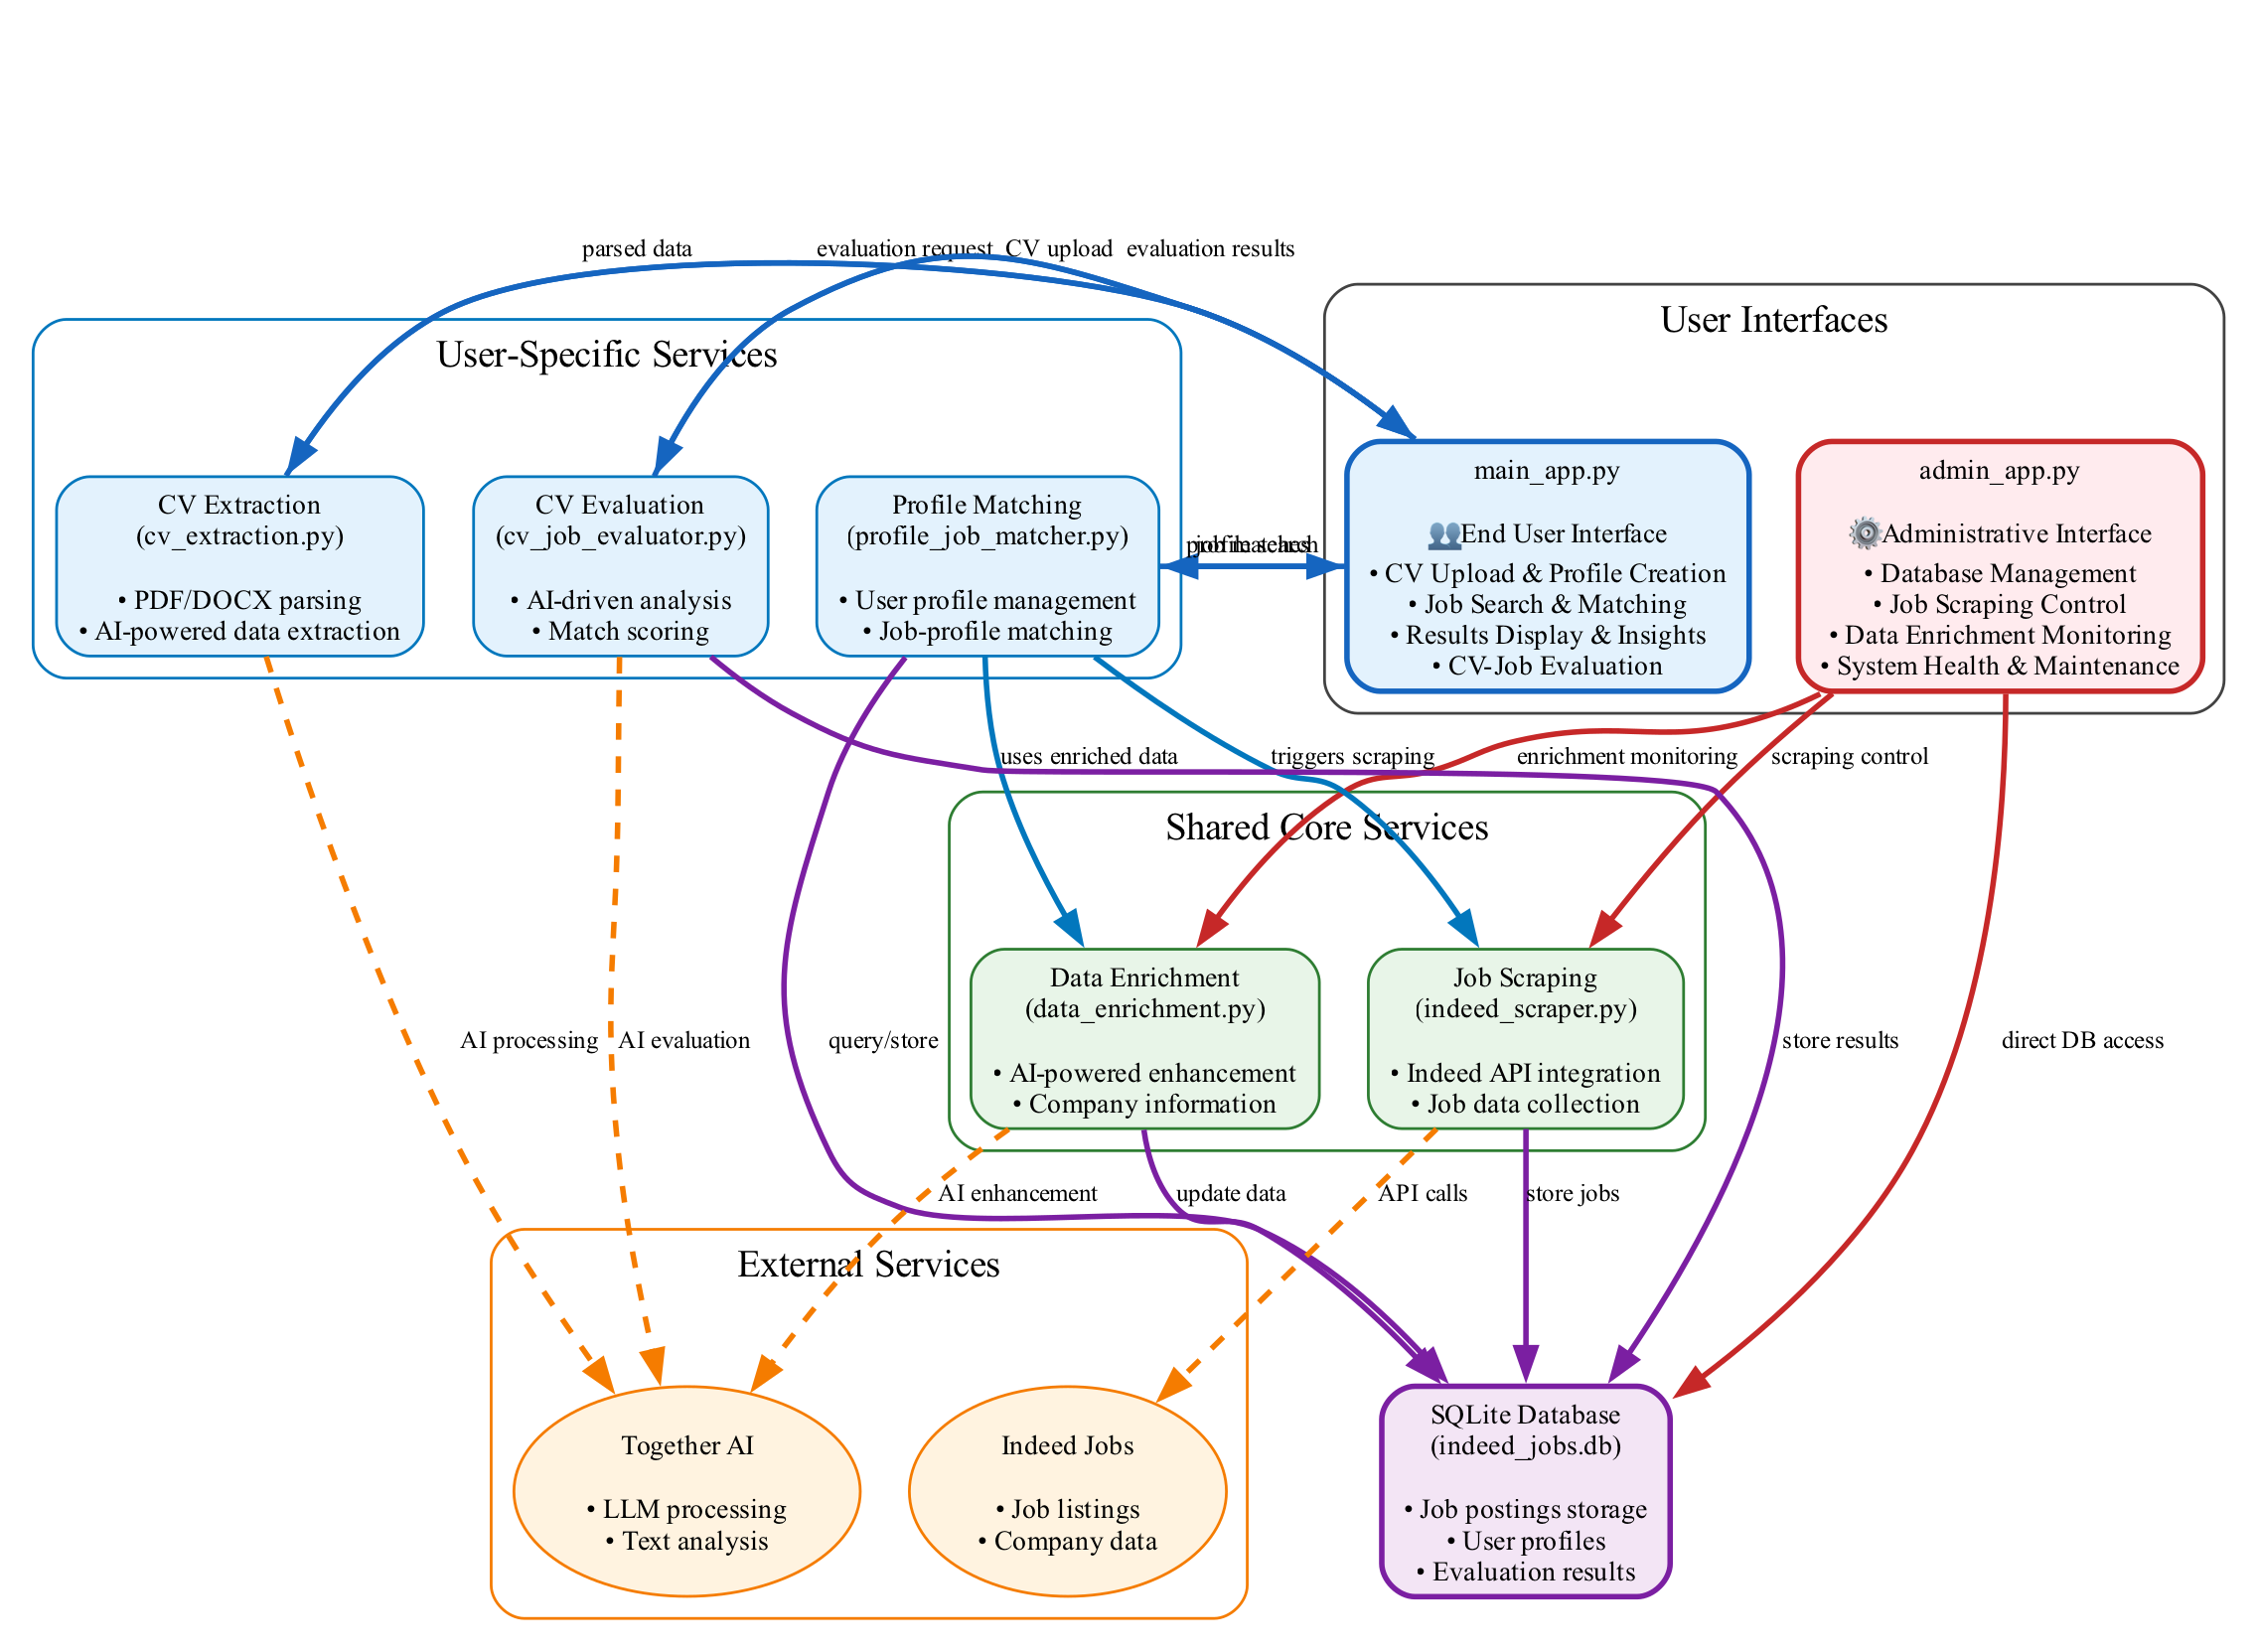 parsed data
evaluation request
CV upload
evaluation results
User-Specific Services
User Interfaces
CV Extraction
(cv_extraction.py)
• PDF/DOCX parsing
• AI-powered data extraction
CV Evaluation
(cv_job_evaluator.py)
• AI-driven analysis
• Match scoring
Profile Matching
(profile_job_matcher.py)
• User profile management
• Job-profile matching
main_app.py
End User Interface
• CV Upload & Profile Creation
• Job Search & Matching
• Results Display & Insights
• CV-Job Evaluation
admin_app.py
Administrative Interface
• Database Management
• Job Scraping Control
• Data Enrichment Monitoring
• System Health & Maintenance
uses enriched data
triggers scraping
enrichment monitoring
scraping control
Shared Core Services
Data Enrichment
(data_enrichment.py)
• AI-powered enhancement
• Company information
Job Scraping
(indeed_scraper.py)
• Indeed API integration
• Job data collection
AI processing
AI evaluation
query/store
store results
direct DB access
AI enhancement
update data
API calls
store jobs
External Services
Together AI
• LLM processing
• Text analysis
Indeed Jobs
• Job listings
• Company data
SQLite Database
(indeed_jobs.db)
• Job postings storage
• User profiles
• Evaluation results